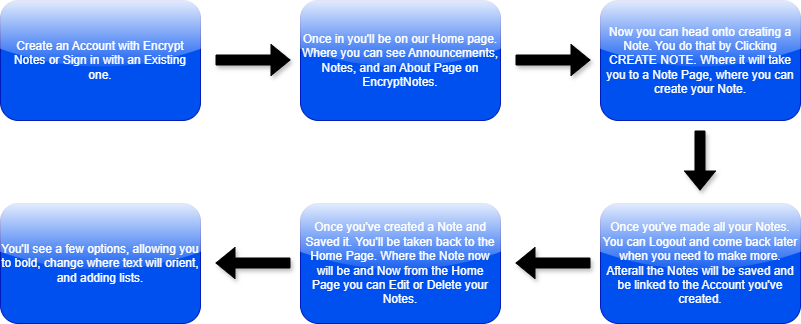 Create an Account with Encrypt
Notes or Sign in with an Existing
one.
Once in you'll be on our Home page.
Where you can see Announcements,
Notes, and an About Page on
EncryptNotes.
Now you can head onto creating a
Note. You do that by Clicking
CREATE NOTE. Where it will take
you to a Note Page, where you can
create your Note.
Once you've made all your Notes.
You can Logout and come back later
when you need to make more.
Afterall the Notes will be saved and
be linked to the Account you've
created.
Once you've created a Note and
Saved it. You'll be taken back to the
Home Page. Where the Note now
will be and Now from the Home
Page you can Edit or Delete your
Notes.
You'll see a few options, allowing you
to bold, change where text will orient,
and adding lists.